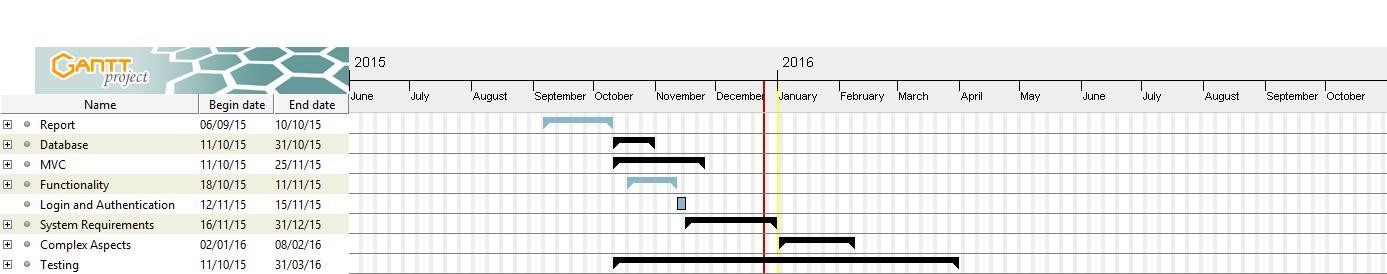 GANTT
project
2015 2016
June July August September October November December January February March April May June July August September October
Name Begin date End date
Report 06/09/15 10/10/15
Database 11/10/15 31/10/15
MVC 11/10/15 25/11/15
Functionality 18/10/15 11/11/15
Login and Authentication 12/11/15 15/11/15
System Requirements 16/11/15 31/12/15
Complex Aspects 02/01/16 08/02/16
Testing 11/10/15 31/03/16